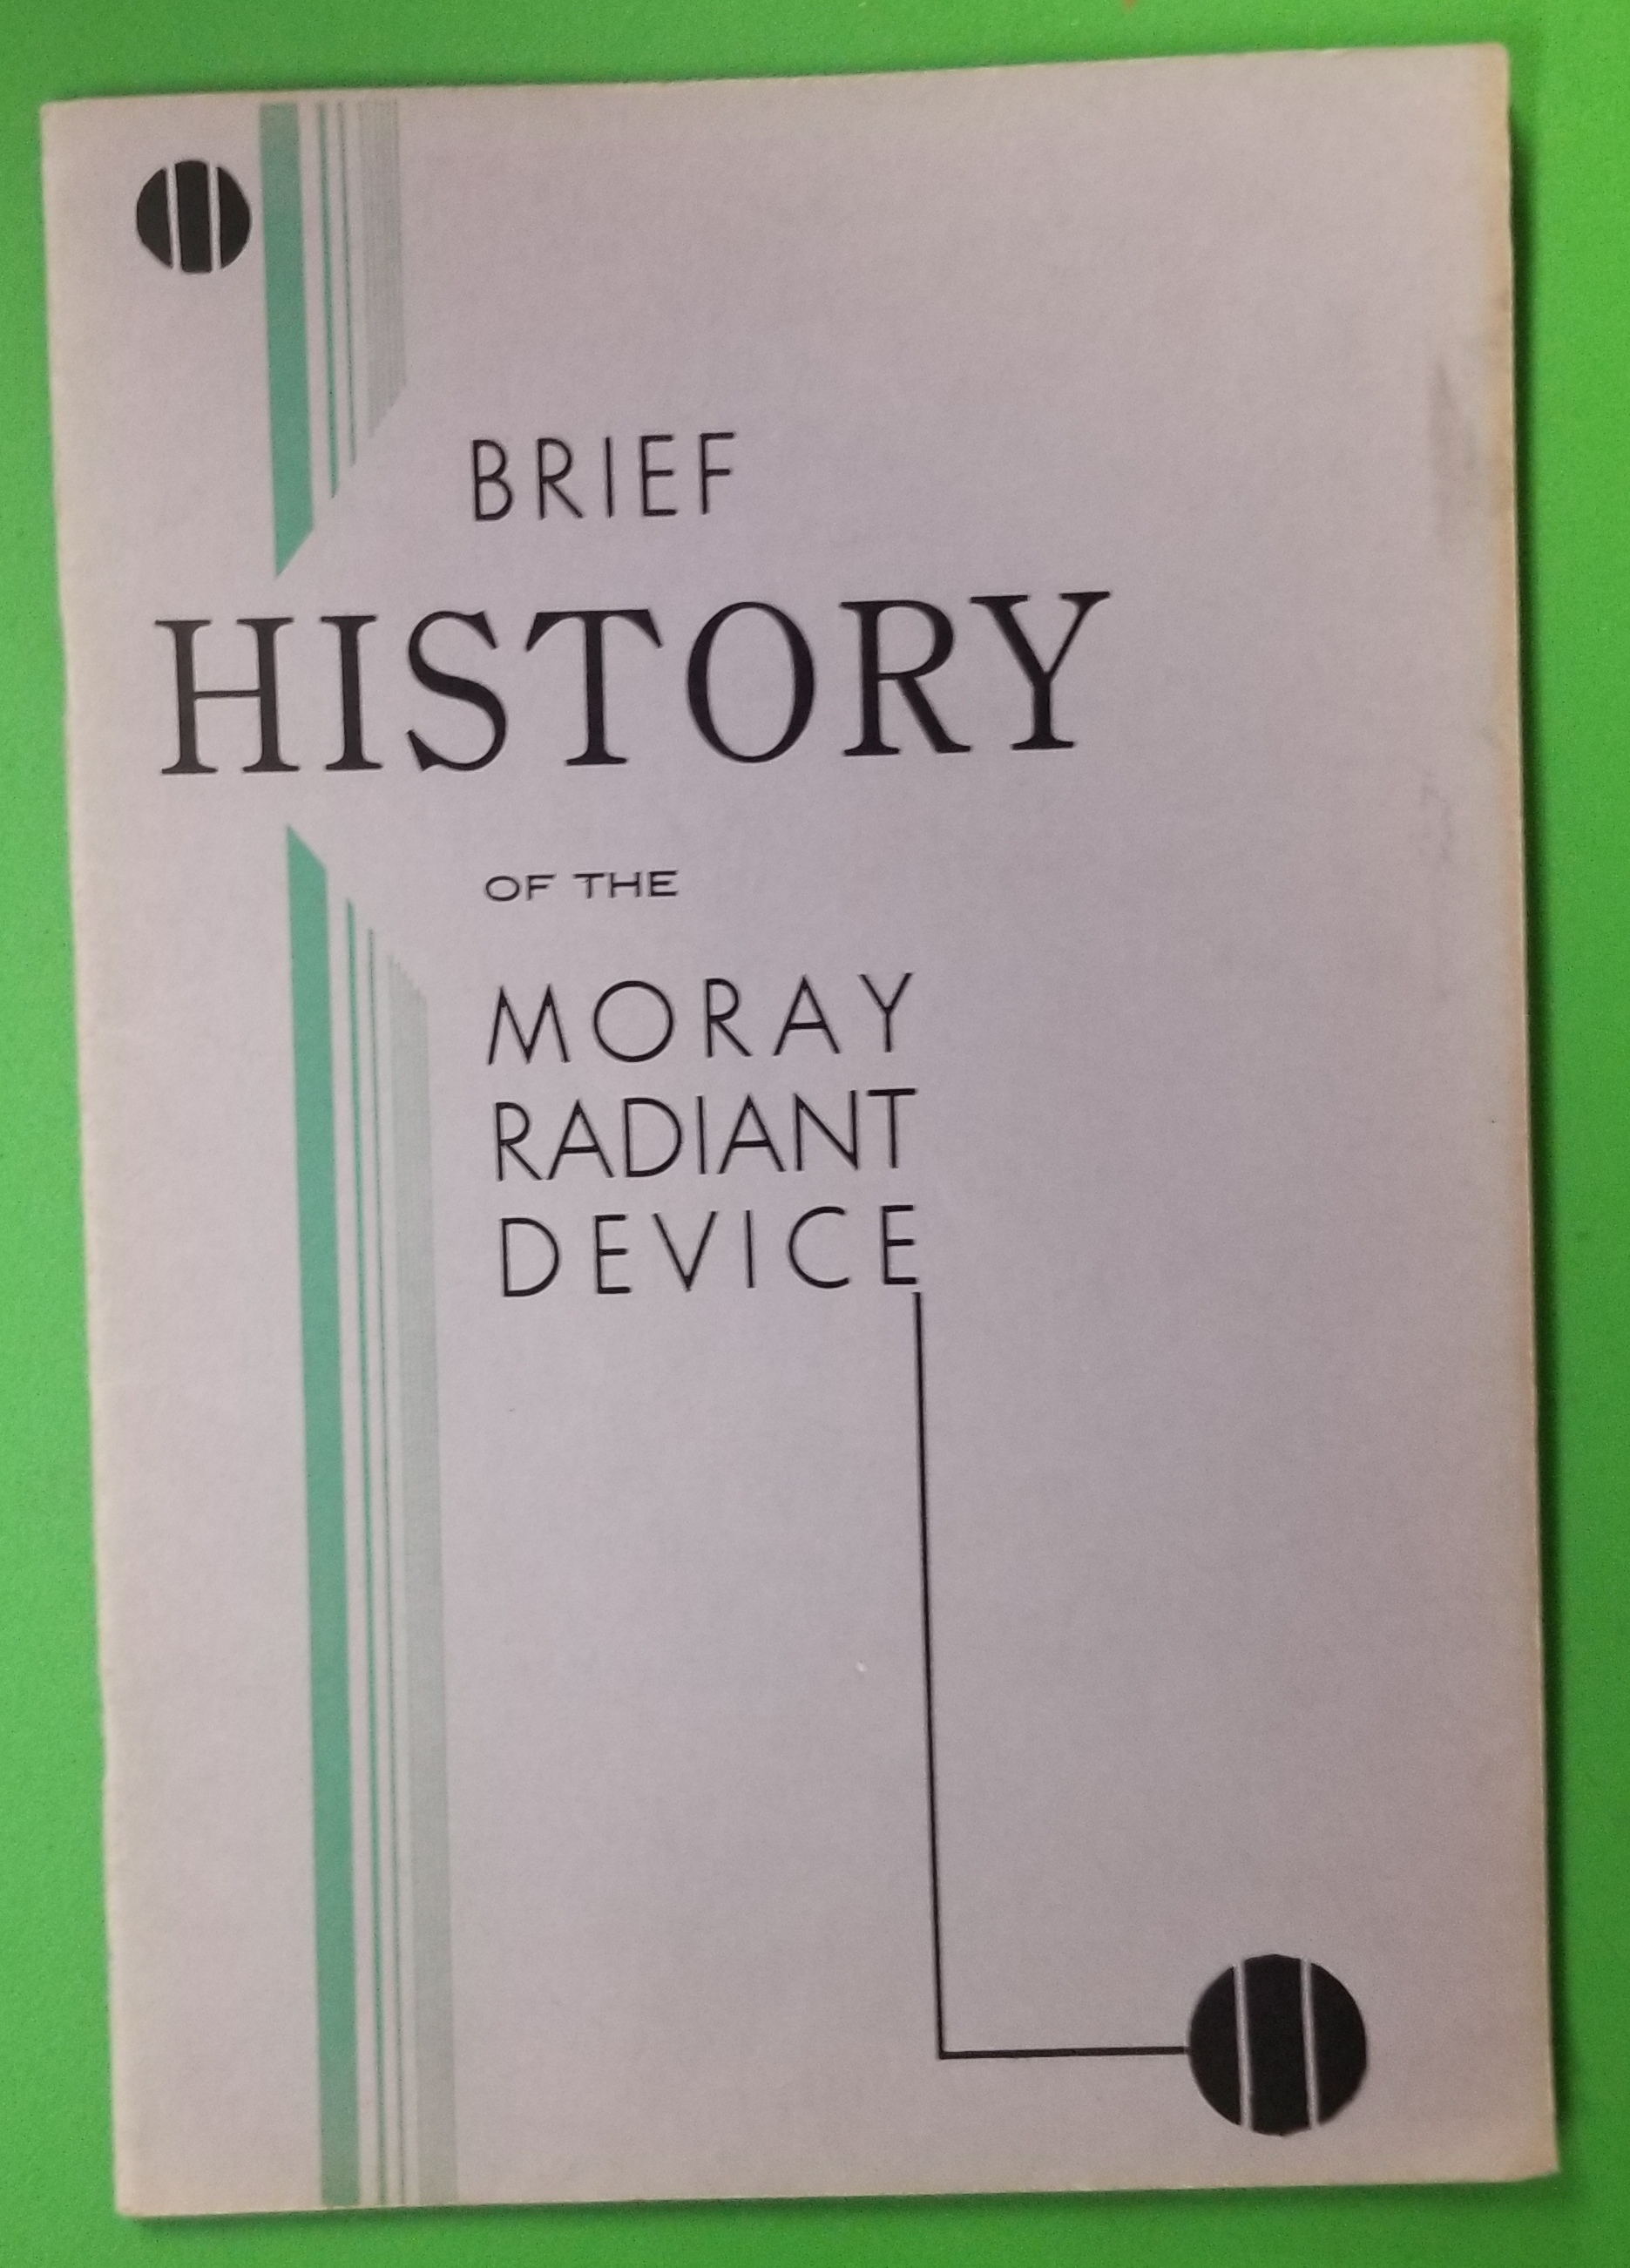 BRIEF
HISTORY
OF THE
MORAY
RADIANT
DEVICE